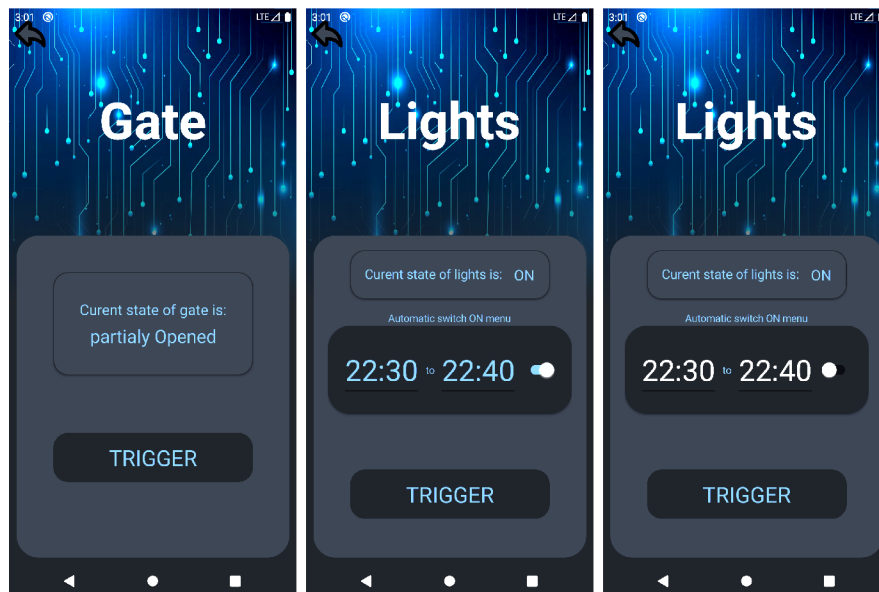 3:01 LTE
Gate
Curent state of gate is:
partialy Opened
TRIGGER
3:01 LTE
Lights
Curent state of lights is: ON
Automatic switch ON menu
22:30 to 22:40
TRIGGER
3:01 LTE
Lights
Curent state of lights is: ON
Automatic switch ON menu
22:30 to 22:40
TRIGGER